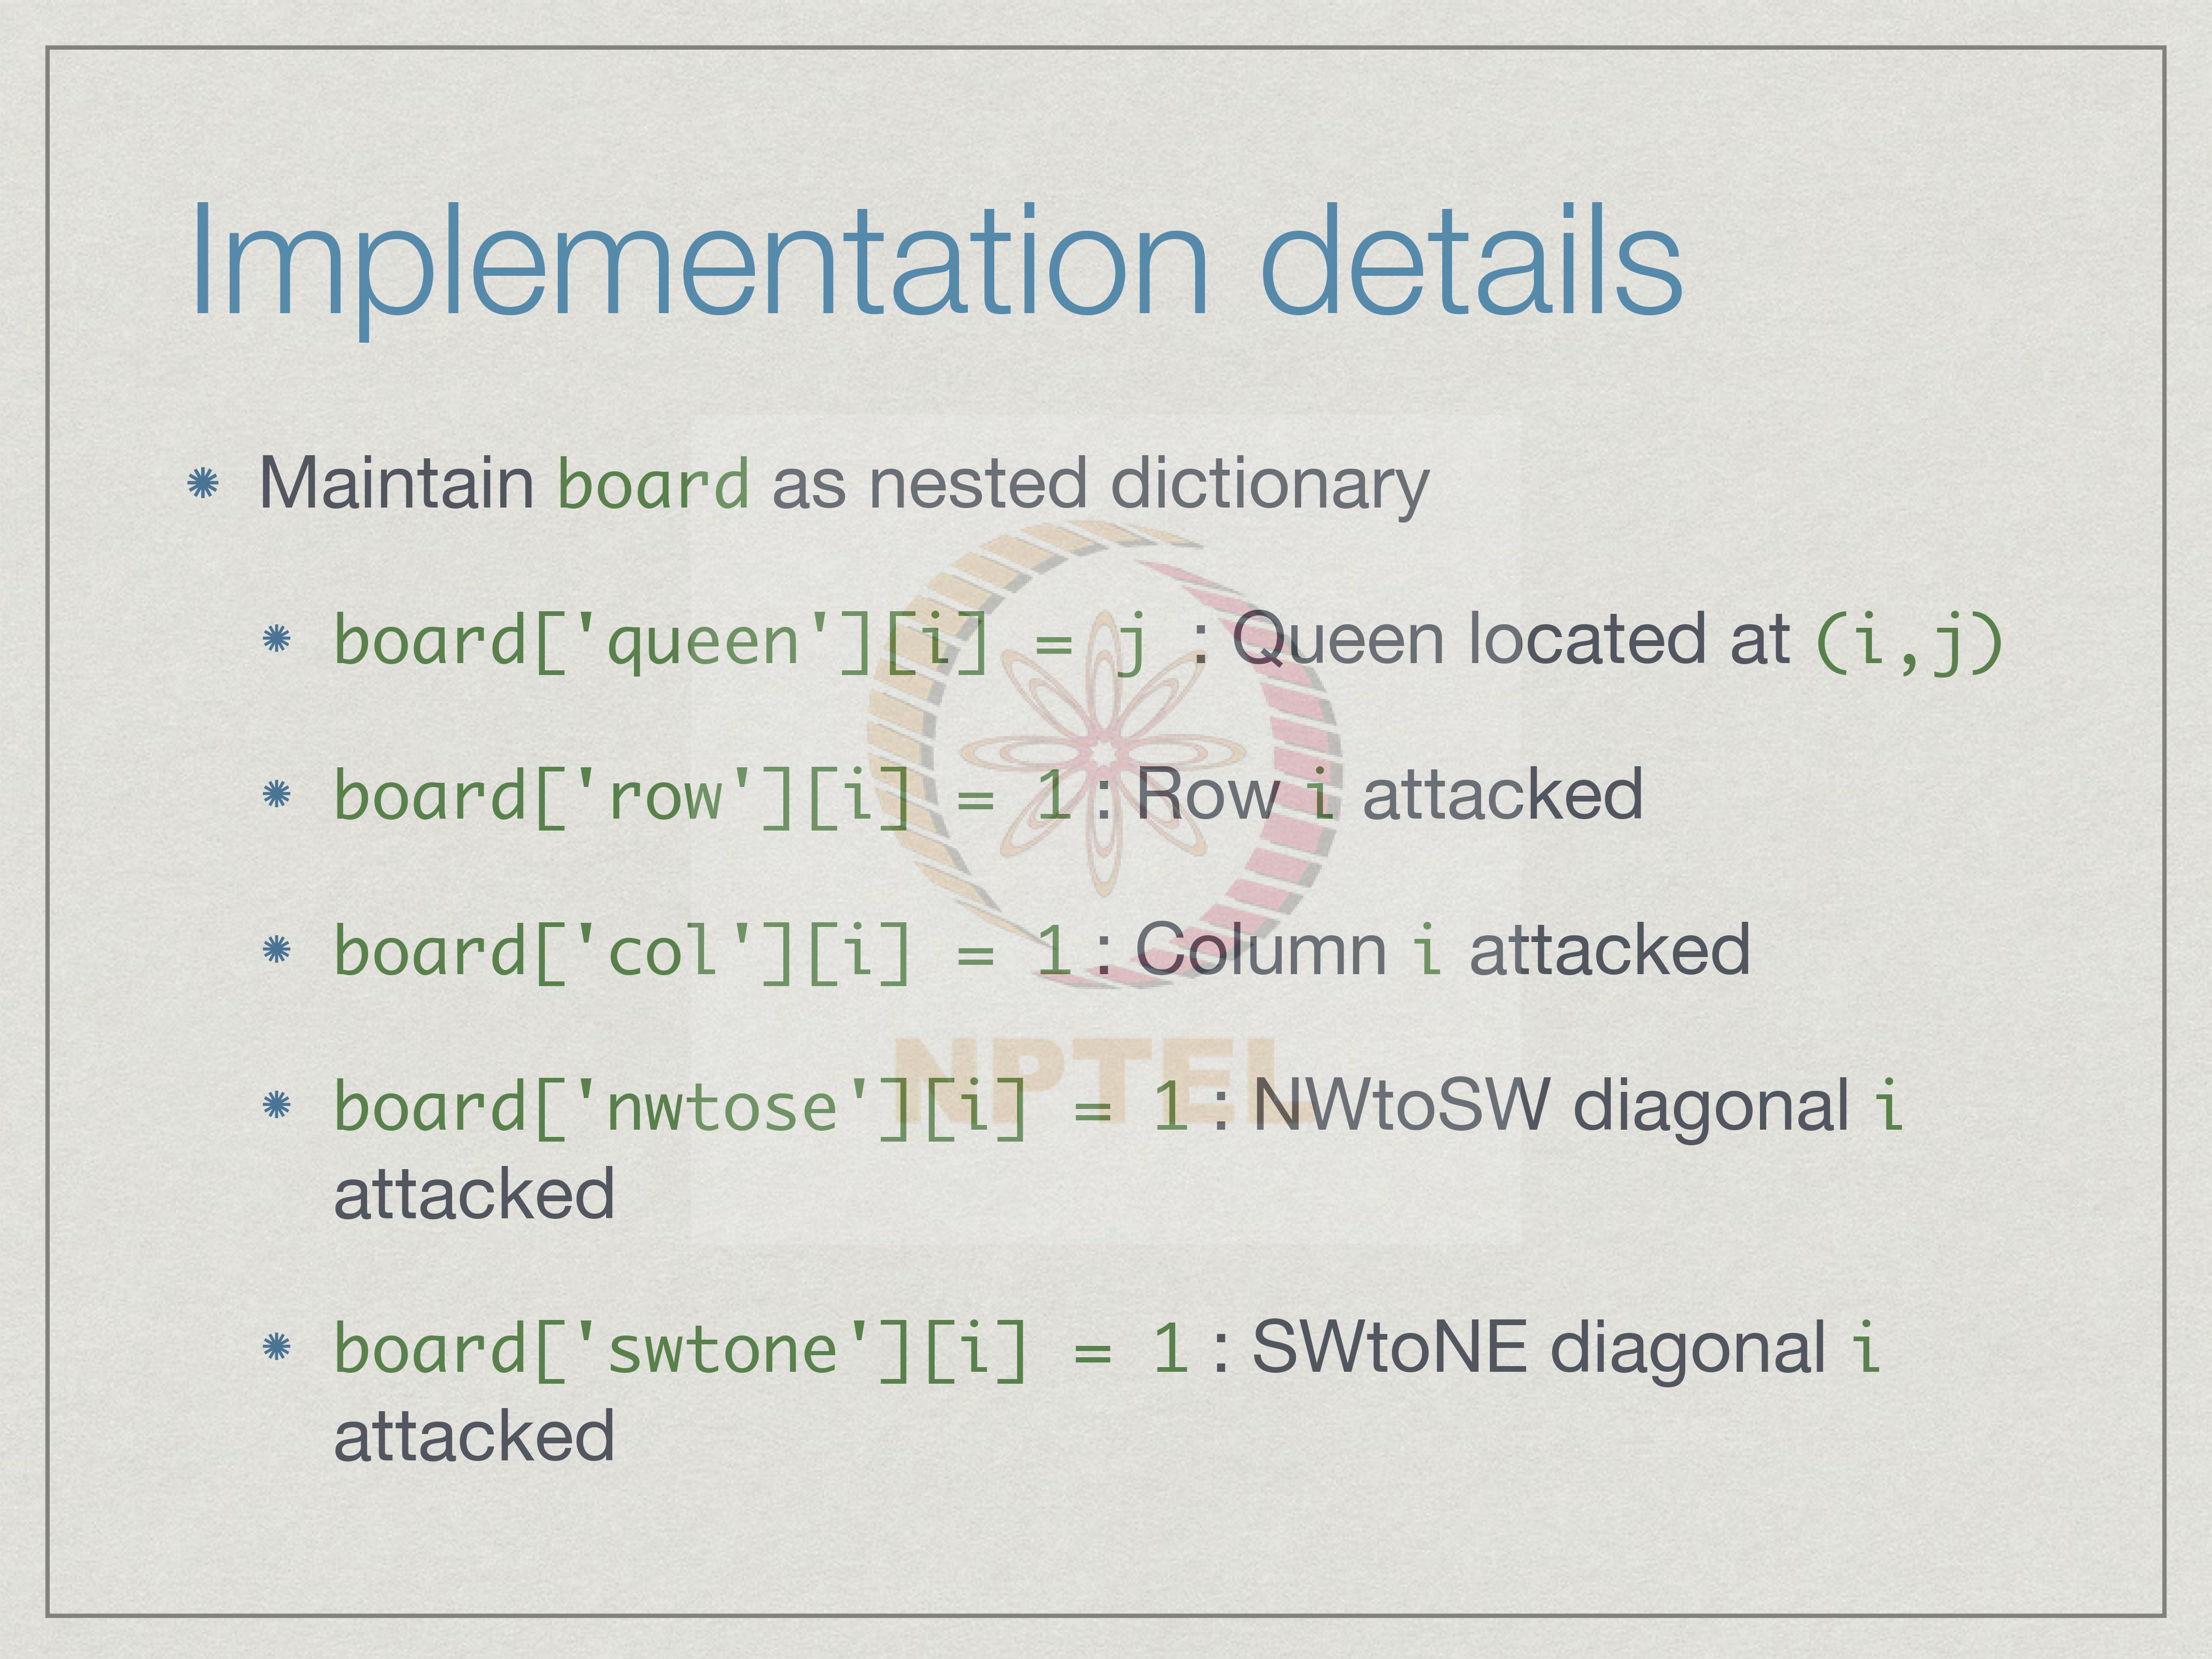 Implementation details
Maintain board as nested dictionary
board['queen'][i] = j : Queen located at (i,j)
board['row'][i] = 1 : Row i attacked
board['col'][i] = 1 : Column i attacked
board['nwtose'][i] = 1 : NWtoSW diagonal i
attacked
board['swtone'][i] = 1 : SWtoNE diagonal i
attacked
NPTEL